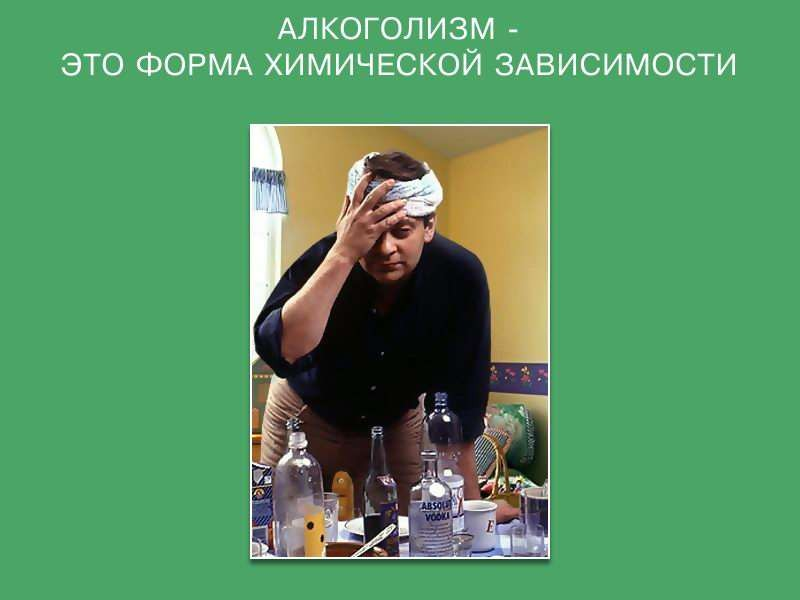 АЛКОГОЛИЗМ -
ЭТО ФОРМА ХИМИЧЕСКОЙ ЗАВИСИМОСТИ
ABSOLUT
VODKA
E